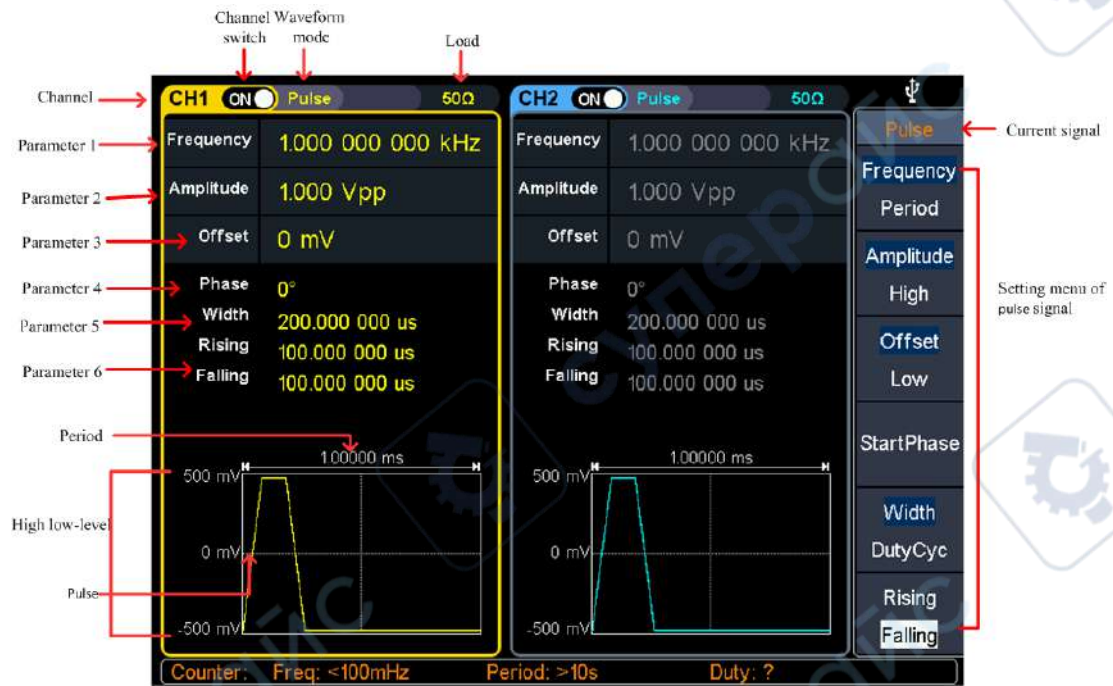 Channel switch
Waveform mode
Load
Channel
Parameter 1
Parameter 2
Parameter 3
Parameter 4
Parameter 5
Parameter 6
Period
High low-level
Pulse
CH1 ON Pulse 50Ω
Frequency 1.000 000 000 kHz
Amplitude 1.000 Vpp
Offset 0 mV
Phase 0°
Width 200.000 000 us
Rising 100.000 000 us
Falling 100.000 000 us
1.00000 ms
500 mV
0 mV
-500 mV
CH2 ON Pulse 50Ω
Frequency 1.000 000 000 kHz
Amplitude 1.000 Vpp
Offset 0 mV
Phase 0°
Width 200.000 000 us
Rising 100.000 000 us
Falling 100.000 000 us
1.00000 ms
500 mV
0 mV
-500 mV
Pulse
Frequency
Period
Amplitude
High
Offset
Low
StartPhase
Width
DutyCyc
Rising
Falling
Current signal
Setting menu of
pulse signal
Counter: Freq: <100mHz Period: >10s Duty: ?
суперайс